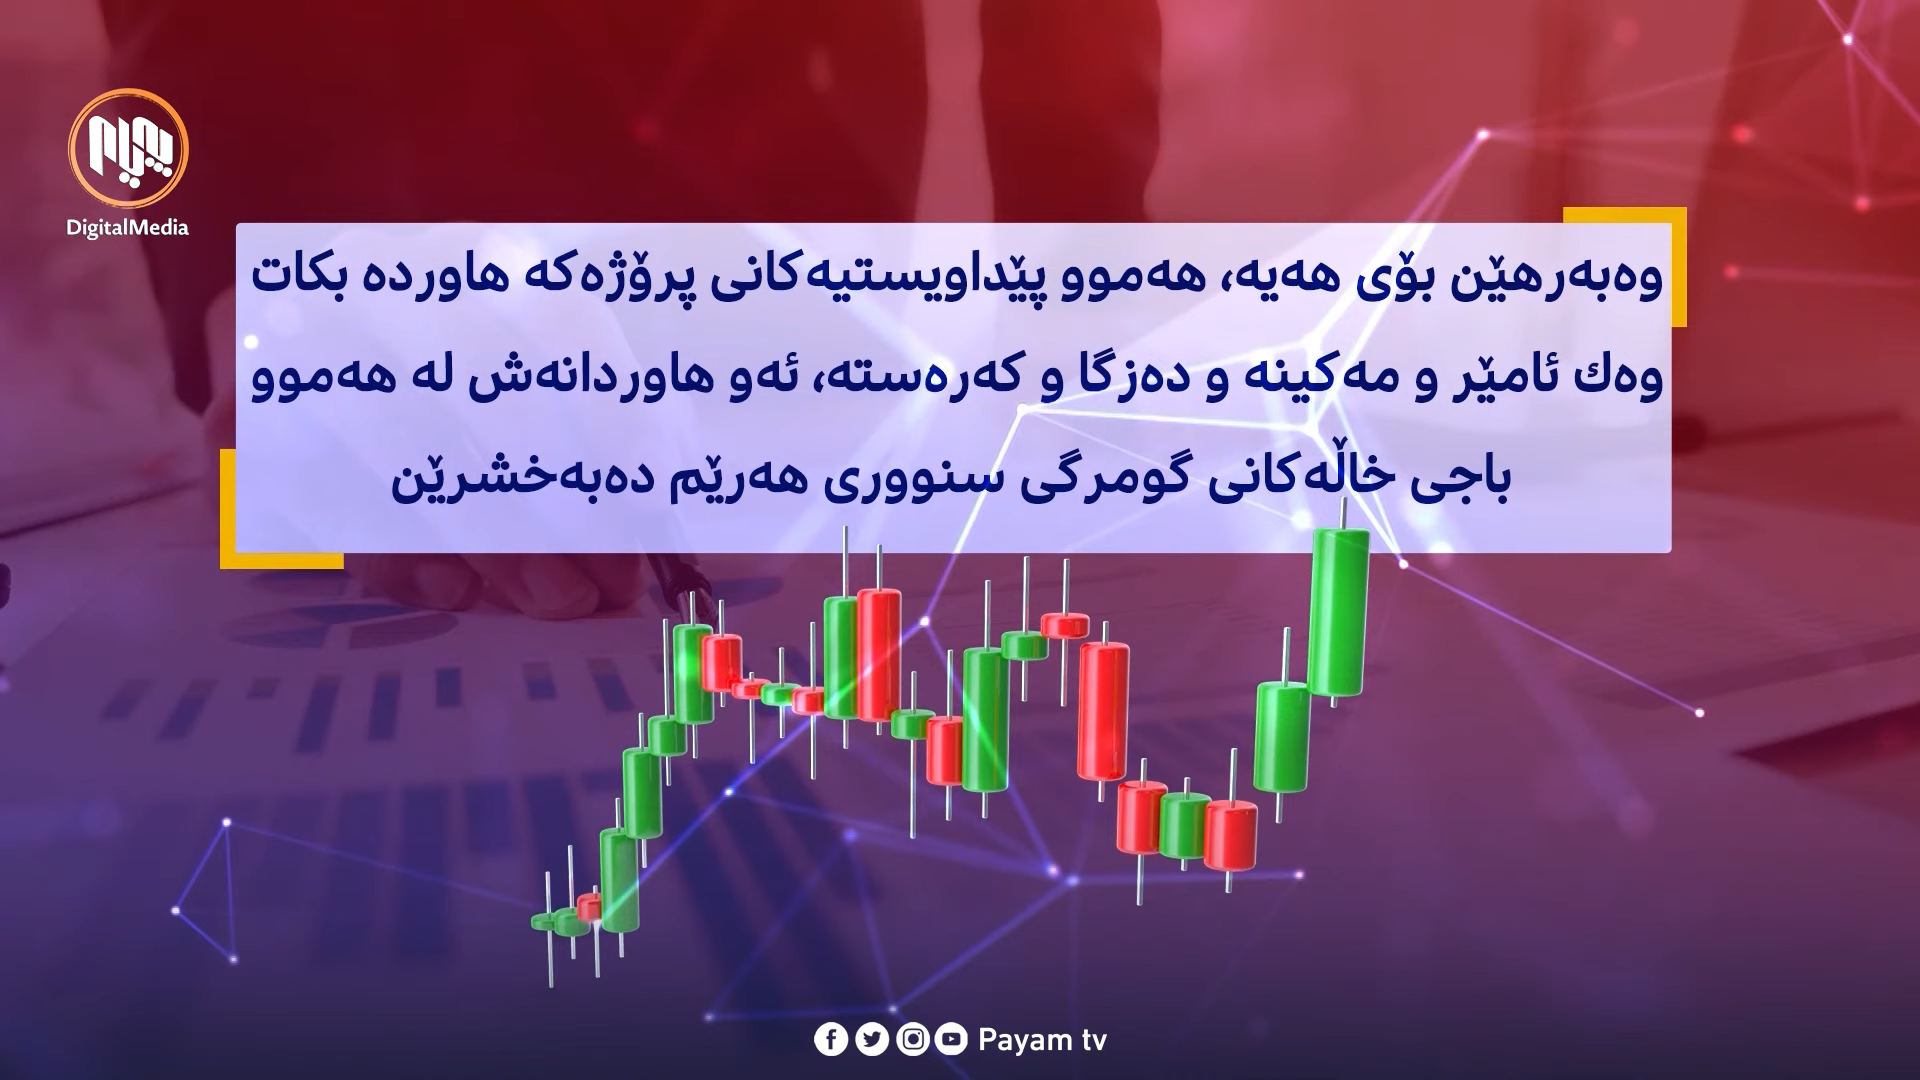 پەیام
DigitalMedia
وەبەرهێن بۆی هەیە، هەموو پێداویستیەکانی پرۆژەکە هاوردە بکات
وەك ئامێر و مەکینە و دەزگا و کەرەستە، ئەو هاوردانەش لە هەموو
باجی خاڵەکانی گومرگی سنووری هەرێم دەبەخشرێن
Payam tv